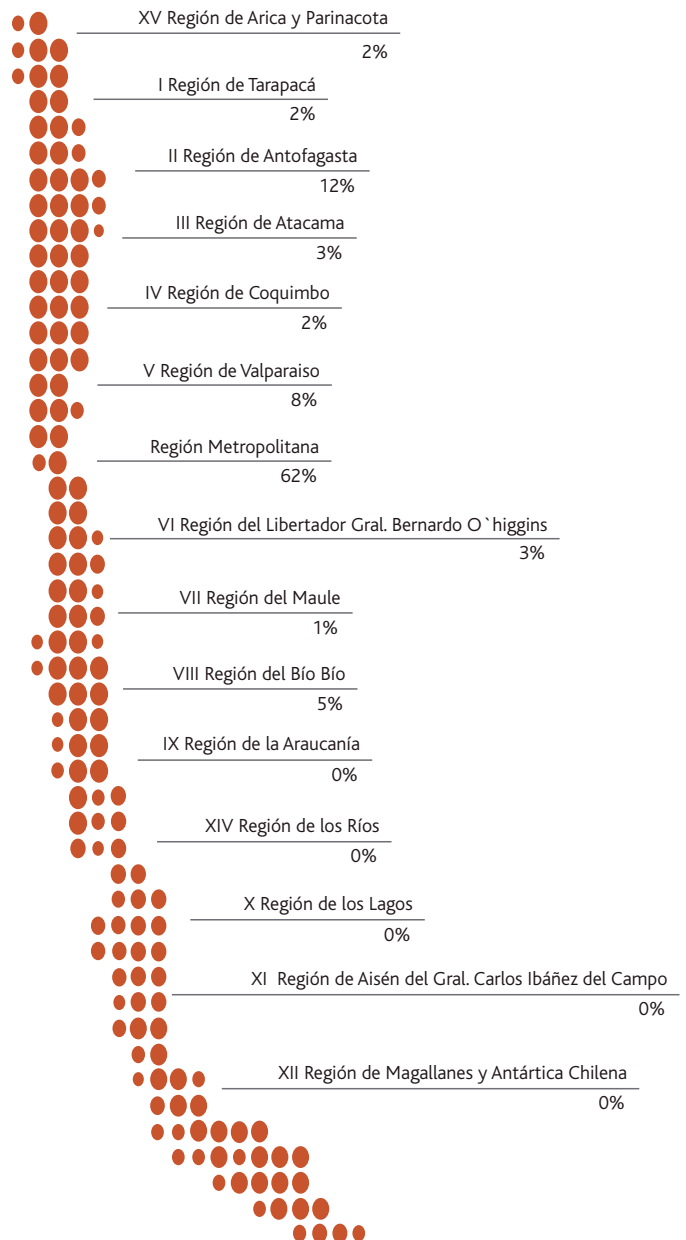 XV Región de Arica y Parinacota
2%
I Región de Tarapacá
2%
II Región de Antofagasta
12%
III Región de Atacama
3%
IV Región de Coquimbo
2%
V Región de Valparaiso
8%
Región Metropolitana
62%
VI Región del Libertador Gral. Bernardo O`higgins
3%
VII Región del Maule
1%
VIII Región del Bío Bío
5%
IX Región de la Araucanía
0%
XIV Región de los Ríos
0%
X Región de los Lagos
0%
XI Región de Aisén del Gral. Carlos Ibáñez del Campo
0%
XII Región de Magallanes y Antártica Chilena
0%